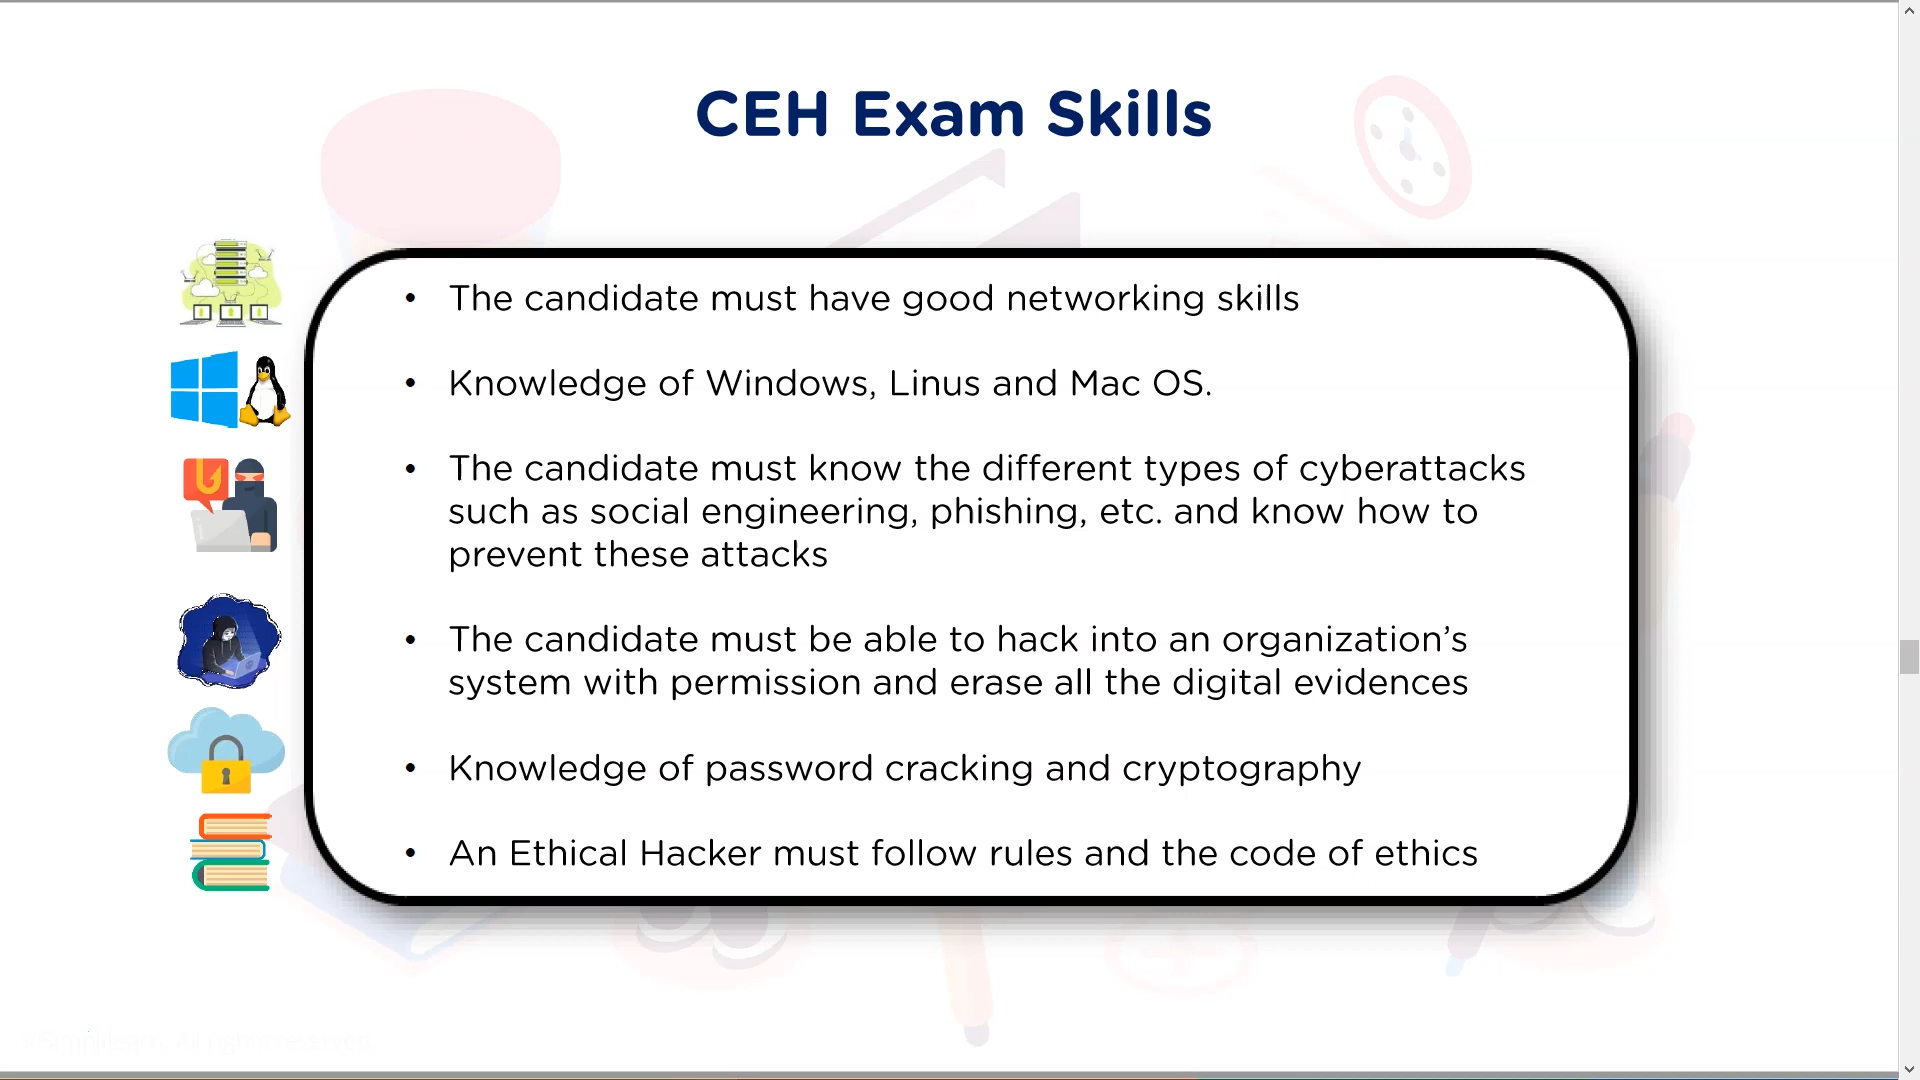 CEH Exam Skills
• The candidate must have good networking skills
• Knowledge of Windows, Linus and Mac OS.
• The candidate must know the different types of cyberattacks
such as social engineering, phishing, etc. and know how to
prevent these attacks
• The candidate must be able to hack into an organization’s
system with permission and erase all the digital evidences
• Knowledge of password cracking and cryptography
• An Ethical Hacker must follow rules and the code of ethics